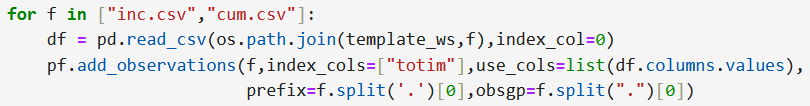 for f in ["inc.csv","cum.csv"]:
    df = pd.read_csv(os.path.join(template_ws,f),index_col=0)
    pf.add_observations(f,index_cols=["totim"],use_cols=list(df.columns.values),
                        prefix=f.split('.')[0],obsgp=f.split(".")[0])